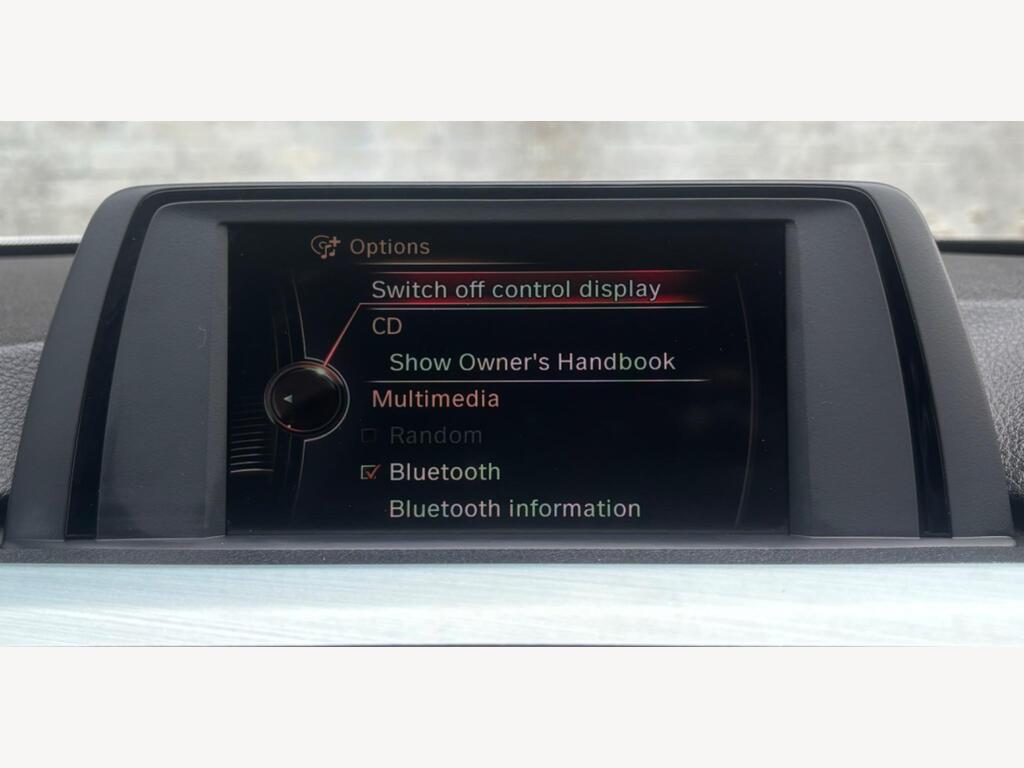 Options
Switch off control display
CD
Show Owner's Handbook
Multimedia
Random
Bluetooth
Bluetooth information